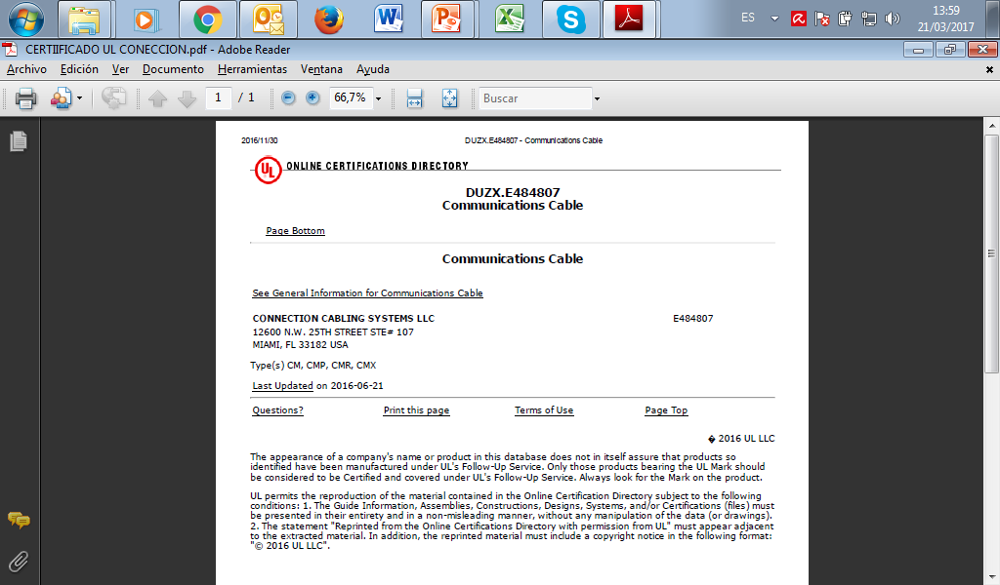 ES
13:59
21/03/2017
CERTIIFICADO UL CONECCION.pdf - Adobe Reader
Archivo Edición Ver Documento Herramientas Ventana Ayuda
1 / 1 66,7% Buscar
2016/11/30 DUZX.E484807 - Communications Cable
UL ONLINE CERTIFICATIONS DIRECTORY
DUZX.E484807
Communications Cable
Page Bottom
Communications Cable
See General Information for Communications Cable
CONNECTION CABLING SYSTEMS LLC E484807
12600 N.W. 25TH STREET STE# 107
MIAMI, FL 33182 USA
Type(s) CM, CMP, CMR, CMX
Last Updated on 2016-06-21
Questions? Print this page Terms of Use Page Top
� 2016 UL LLC
The appearance of a company's name or product in this database does not in itself assure that products so
identified have been manufactured under UL's Follow-Up Service. Only those products bearing the UL Mark should
be considered to be Certified and covered under UL's Follow-Up Service. Always look for the Mark on the product.
UL permits the reproduction of the material contained in the Online Certification Directory subject to the following
conditions: 1. The Guide Information, Assemblies, Constructions, Designs, Systems, and/or Certifications (files) must
be presented in their entirety and in a non-misleading manner, without any manipulation of the data (or drawings).
2. The statement "Reprinted from the Online Certifications Directory with permission from UL" must appear adjacent
to the extracted material. In addition, the reprinted material must include a copyright notice in the following format:
"© 2016 UL LLC".